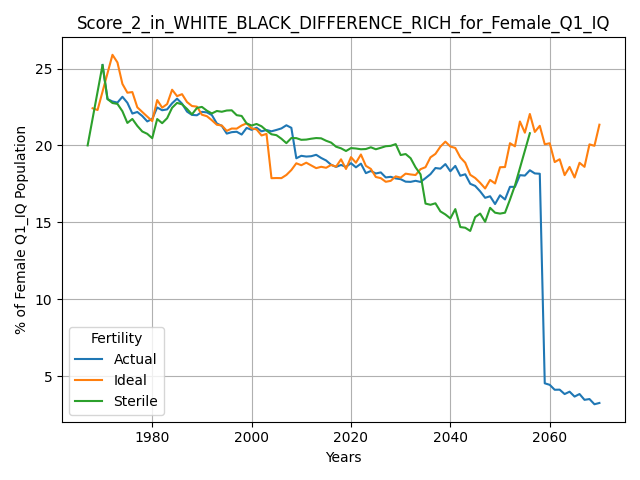 Score_2_in_WHITE_BLACK_DIFFERENCE_RICH_for_Female_Q1_IQ
% of Female Q1_IQ Population
25
20
15
10
5
Fertility
Actual
Ideal
Sterile
1980 2000 2020 2040 2060
Years